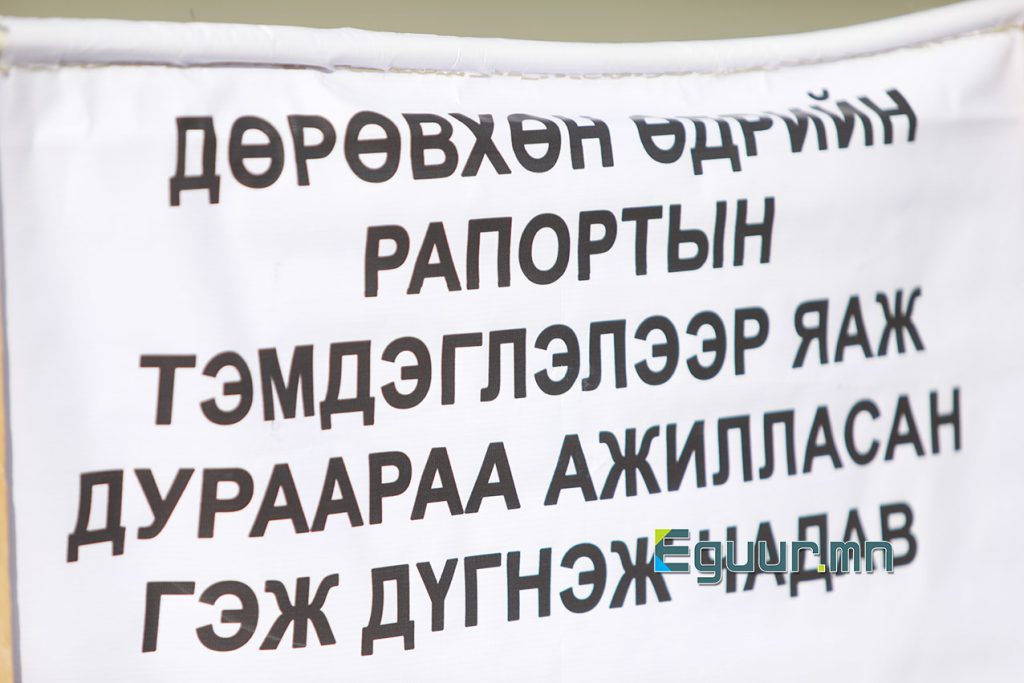 ДӨРӨВХӨН ӨДРИЙН
РАПОРТЫН
ТЭМДЭГЛЭЛЭЭР ЯАЖ
ДУРААРАА АЖИЛЛАСАН
ГЭЖ ДҮГНЭЖ ЧАДАВ
Eguur.mn